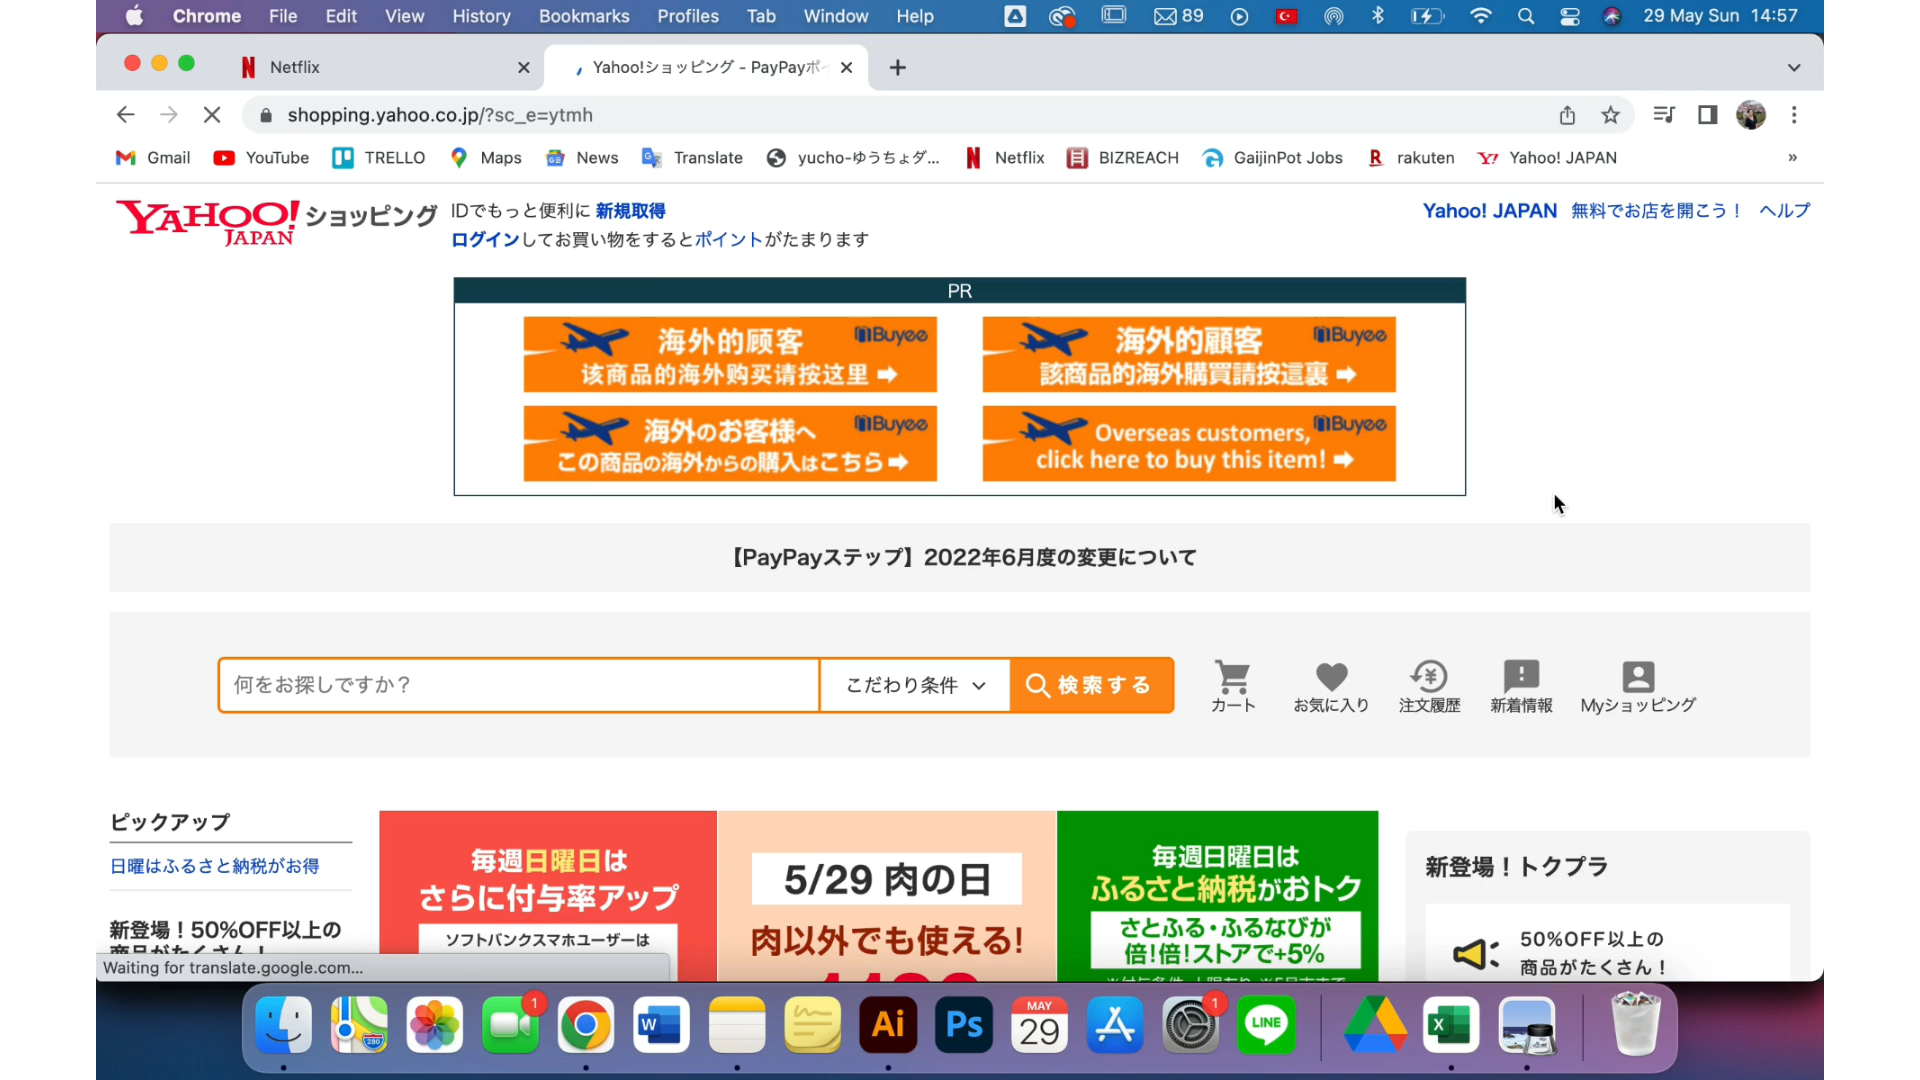 Chrome File Edit View History Bookmarks Profiles Tab Window Help 89 29 May Sun 14:57
Netflix
Yahoo!ショッピング - PayPayポ
shopping.yahoo.co.jp/?sc_e=ytmh
Gmail YouTube TRELLO Maps News Translate yucho-ゆうちょダ... Netflix BIZREACH GaijinPot Jobs rakuten Yahoo! JAPAN »
YAHOO! JAPAN ショッピング
IDでもっと便利に 新規取得
ログインしてお買い物をするとポイントがたまります
Yahoo! JAPAN 無料でお店を開こう! ヘルプ
PR
海外的顾客 Buyee
该商品的海外购买请按这里
海外的顧客 Buyee
該商品的海外購買請按這裏
海外のお客様へ Buyee
この商品の海外からの購入はこちら
Overseas customers, Buyee
click here to buy this item!
【PayPayステップ】2022年6月度の変更について
何をお探しですか？ こだわり条件 検索する
カート お気に入り 注文履歴 新着情報 Myショッピング
ピックアップ
日曜はふるさと納税がお得
新登場！50%OFF以上の
商品がたくさん！
毎週日曜日は
さらに付与率アップ
ソフトバンクスマホユーザーは
5/29 肉の日
肉以外でも使える!
毎週日曜日は
ふるさと納税がおトク
さとふる・ふるなびが
倍!倍!ストアで+5%
新登場！トクプラ
50%OFF以上の
商品がたくさん！
Waiting for translate.google.com...
280
1
W
Ai
Ps
MAY
29
1
LINE
X